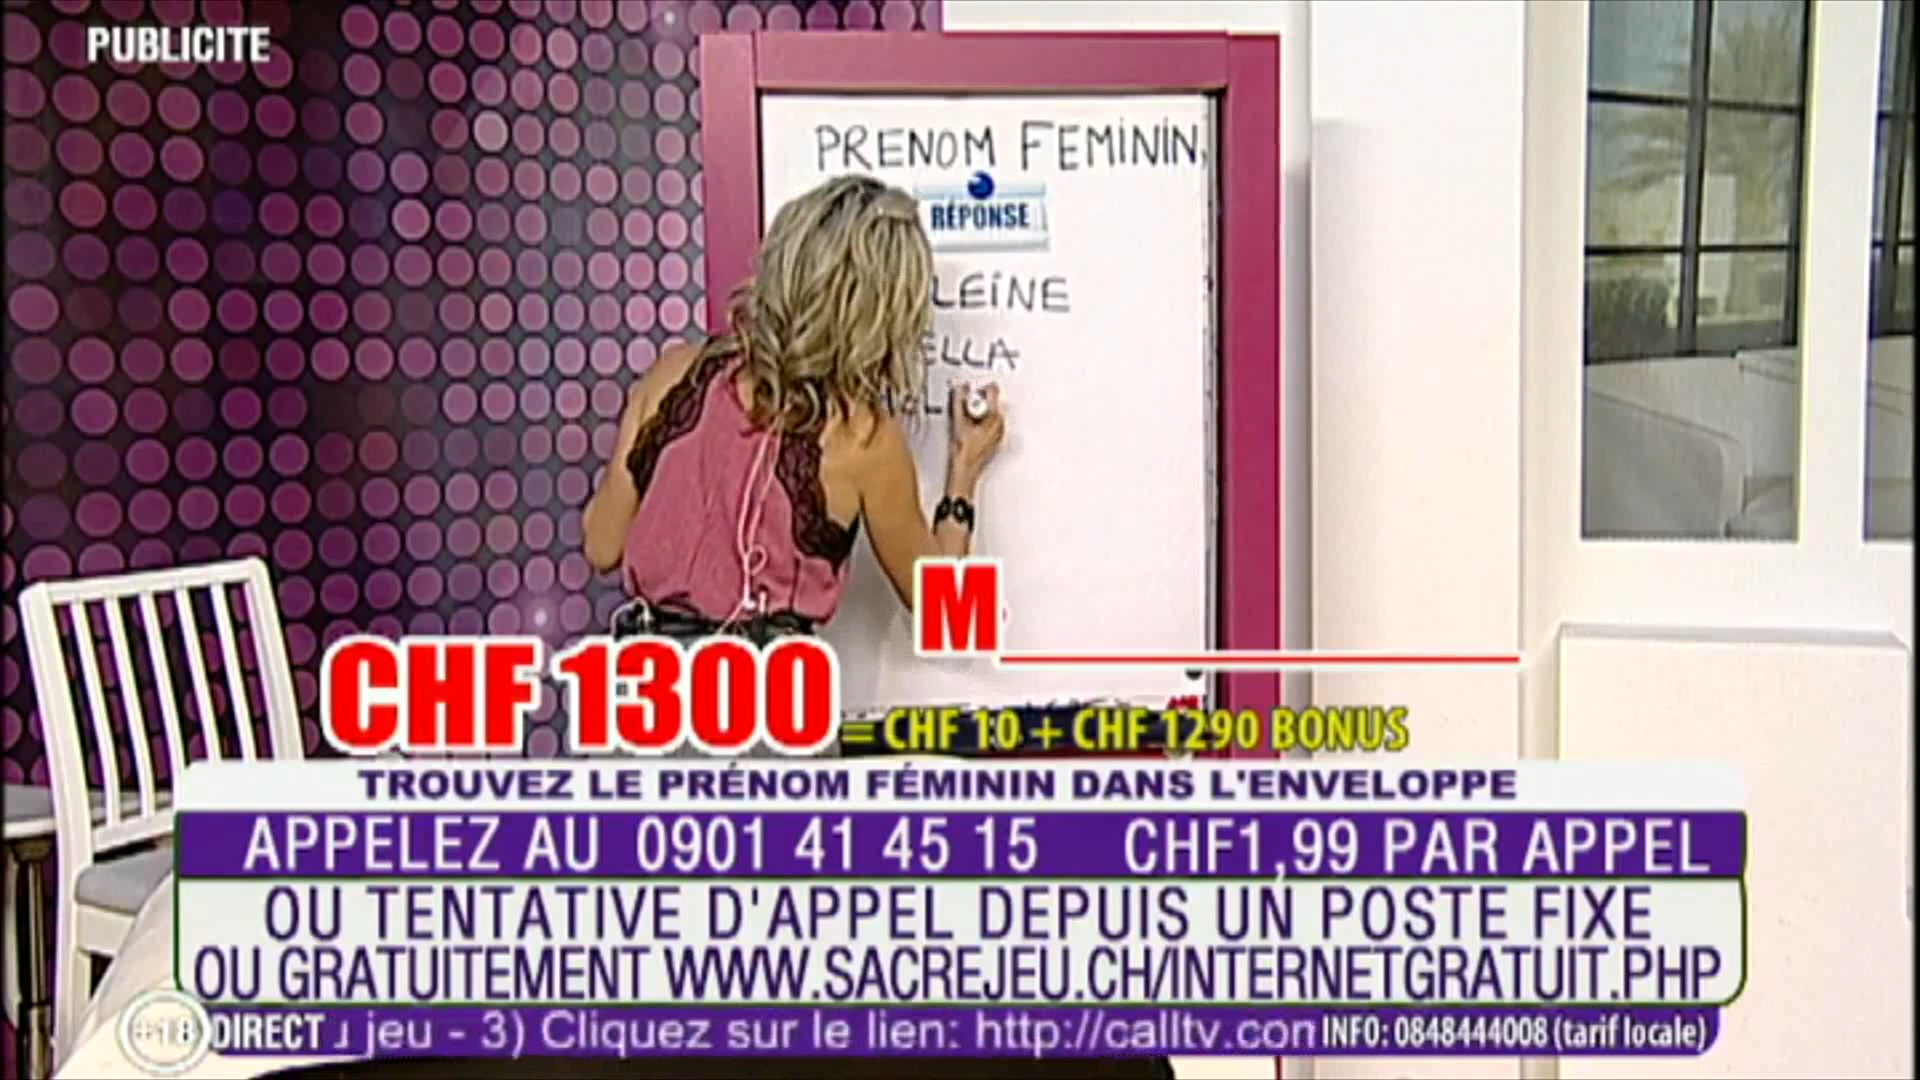 PUBLICITE
PRENOM FEMININ
RÉPONSE
LEINE
ELLA
M
CHF 1300 = CHF 10 + CHF 1290 BONUS
TROUVEZ LE PRÉNOM FÉMININ DANS L'ENVELOPPE
APPELEZ AU 0901 41 45 15 CHF1,99 PAR APPEL
OU TENTATIVE D'APPEL DEPUIS UN POSTE FIXE
OU GRATUITEMENT WWW.SACREJEU.CH/INTERNETGRATUIT.PHP
+18 DIRECT jeu - 3) Cliquez sur le lien: http://calltv.com INFO: 0848444008 (tarif locale)